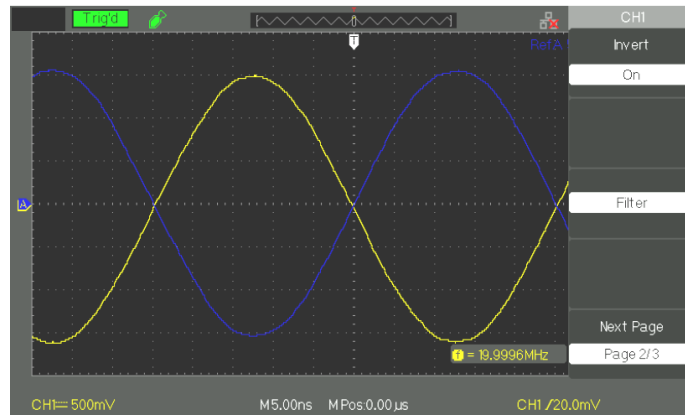 Trig'd
CH1
T
RefA
Invert
On
A
Filter
Next Page
f = 19.9996MHz
Page 2/3
CH1 500mV
M5.00ns
M Pos:0.00µs
CH1 /20.0mV